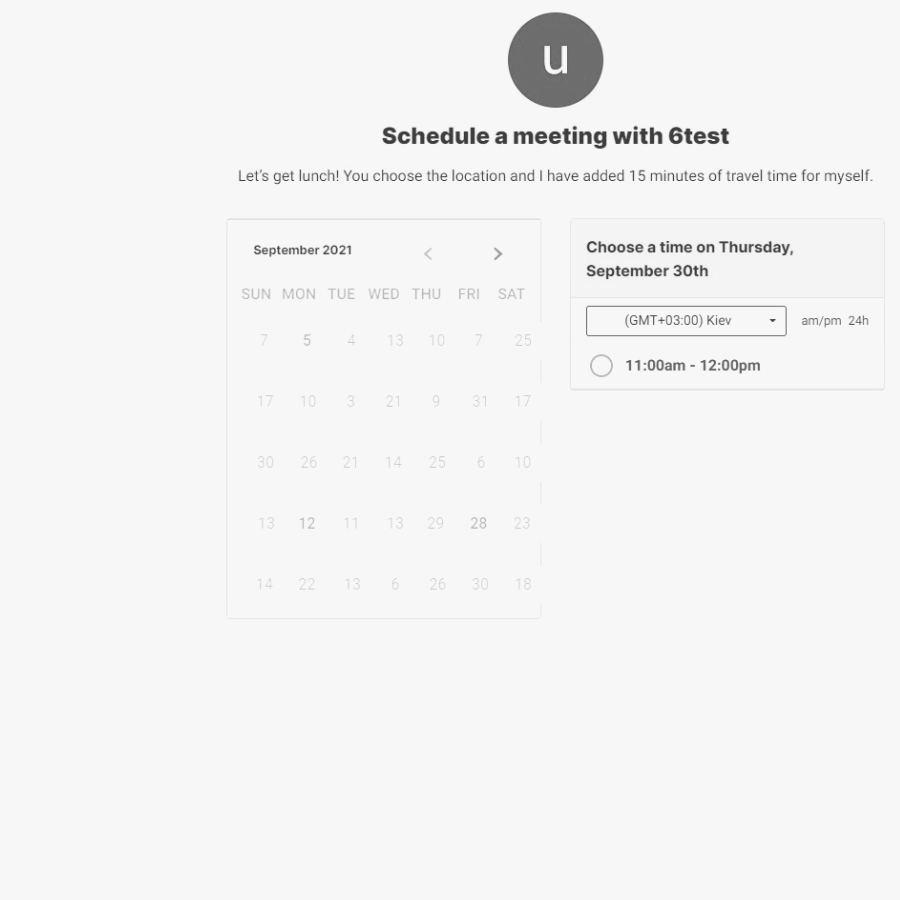 u
Schedule a meeting with 6test
Let's get lunch! You choose the location and I have added 15 minutes of travel time for myself.
September 2021
SUN MON TUE WED THU FRI SAT
7 5 4 13 10 7 25
17 10 3 21 9 31 17
30 26 21 14 25 6 10
13 12 11 13 29 28 23
14 22 13 6 26 30 18
Choose a time on Thursday,
September 30th
(GMT+03:00) Kiev am/pm 24h
11:00am - 12:00pm